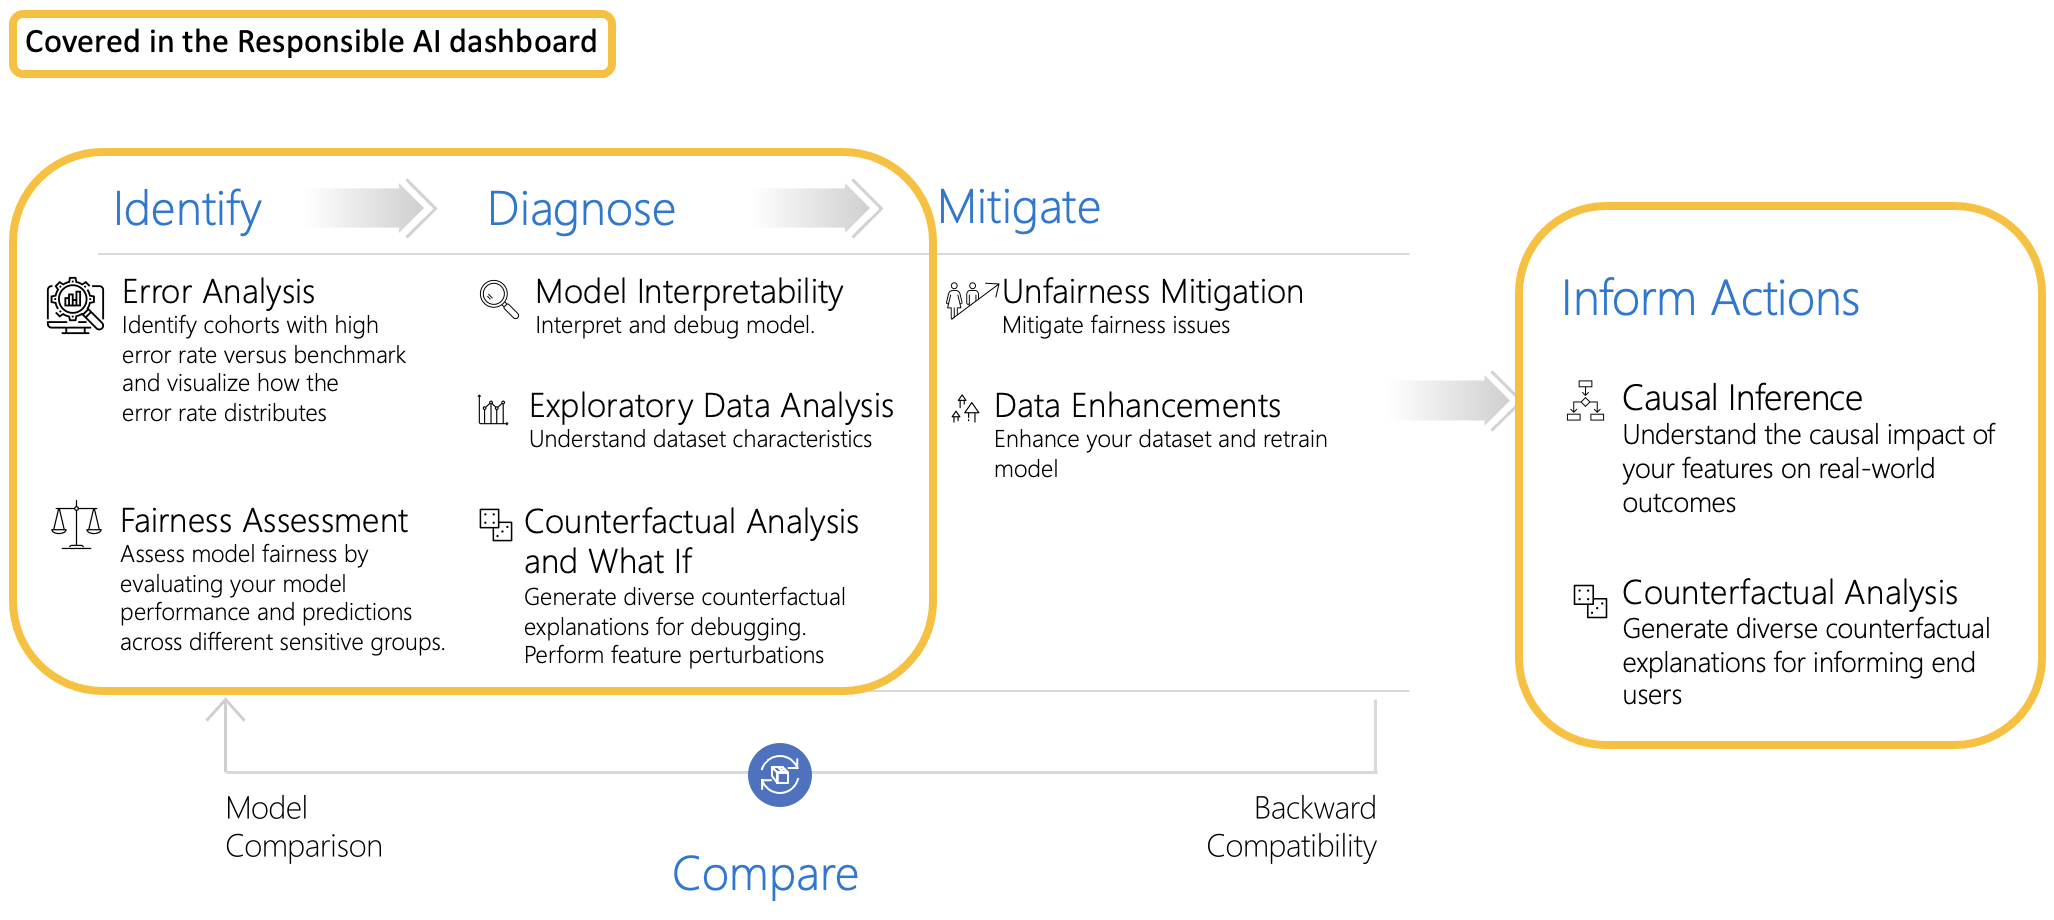 Covered in the Responsible AI dashboard
Identify
Diagnose
Mitigate
Error Analysis
Identify cohorts with high
error rate versus benchmark
and visualize how the
error rate distributes
Fairness Assessment
Assess model fairness by
evaluating your model
performance and predictions
across different sensitive groups.
Model Interpretability
Interpret and debug model.
Exploratory Data Analysis
Understand dataset characteristics
Counterfactual Analysis
and What If
Generate diverse counterfactual
explanations for debugging.
Perform feature perturbations
Unfairness Mitigation
Mitigate fairness issues
Data Enhancements
Enhance your dataset and retrain
model
Inform Actions
Causal Inference
Understand the causal impact of
your features on real-world
outcomes
Counterfactual Analysis
Generate diverse counterfactual
explanations for informing end
users
Model
Comparison
Compare
Backward
Compatibility